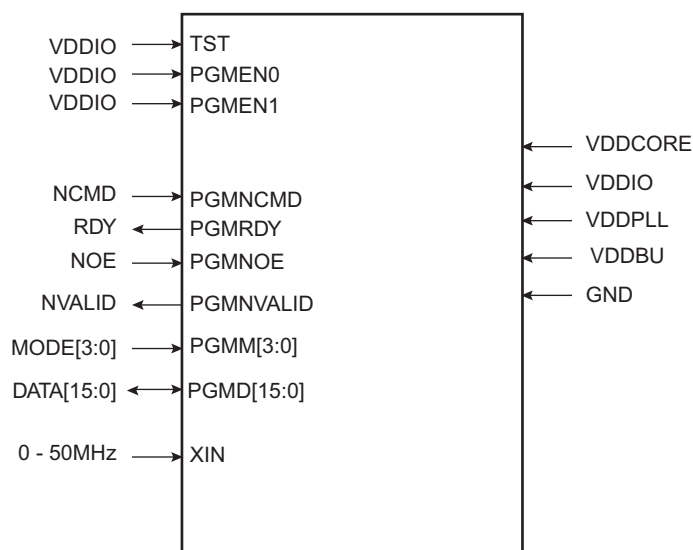 VDDIO TST
VDDIO PGMEN0
VDDIO PGMEN1
VDDCORE
VDDIO
NCMD PGMNCMD
VDDPLL
RDY PGMRDY
VDDBU
NOE PGMNOE
GND
NVALID PGMNVALID
MODE[3:0] PGMM[3:0]
DATA[15:0] PGMD[15:0]
0 - 50MHz XIN